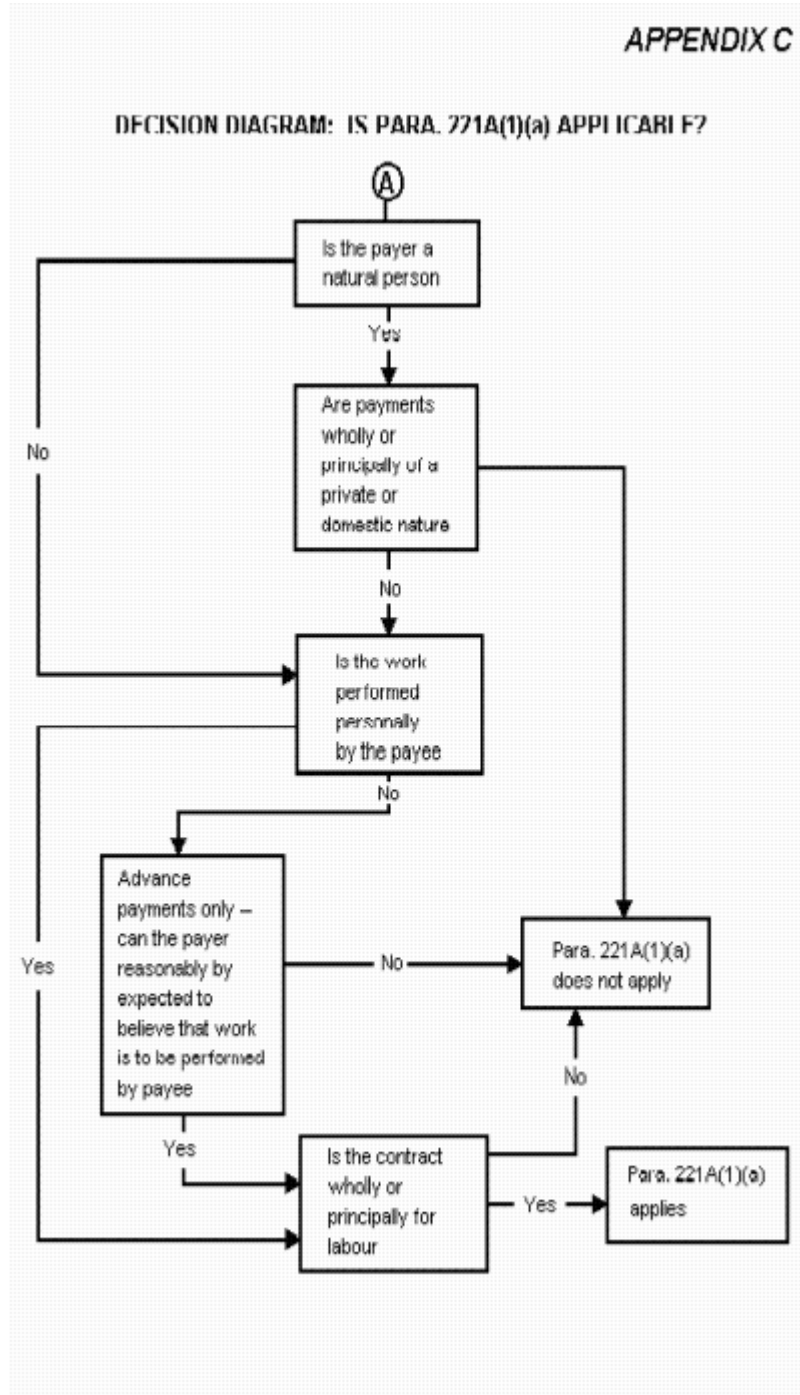 APPENDIX C
DECISION DIAGRAM: IS PARA. 221A(1)(a) APPLICABLE?
A
Is the payer a
natural person
Yes
Are payments
wholly or
principally of a
private or
domestic nature
No
No
Is the work
performed
personally
by the payee
No
Advance
payments only –
can the payer
reasonably by
expected to
believe that work
is to be performed
by payee
No
Para. 221A(1)(a)
does not apply
Yes
No
Yes
Is the contract
wholly or
principally for
labour
Yes
Para. 221A(1)(a)
applies